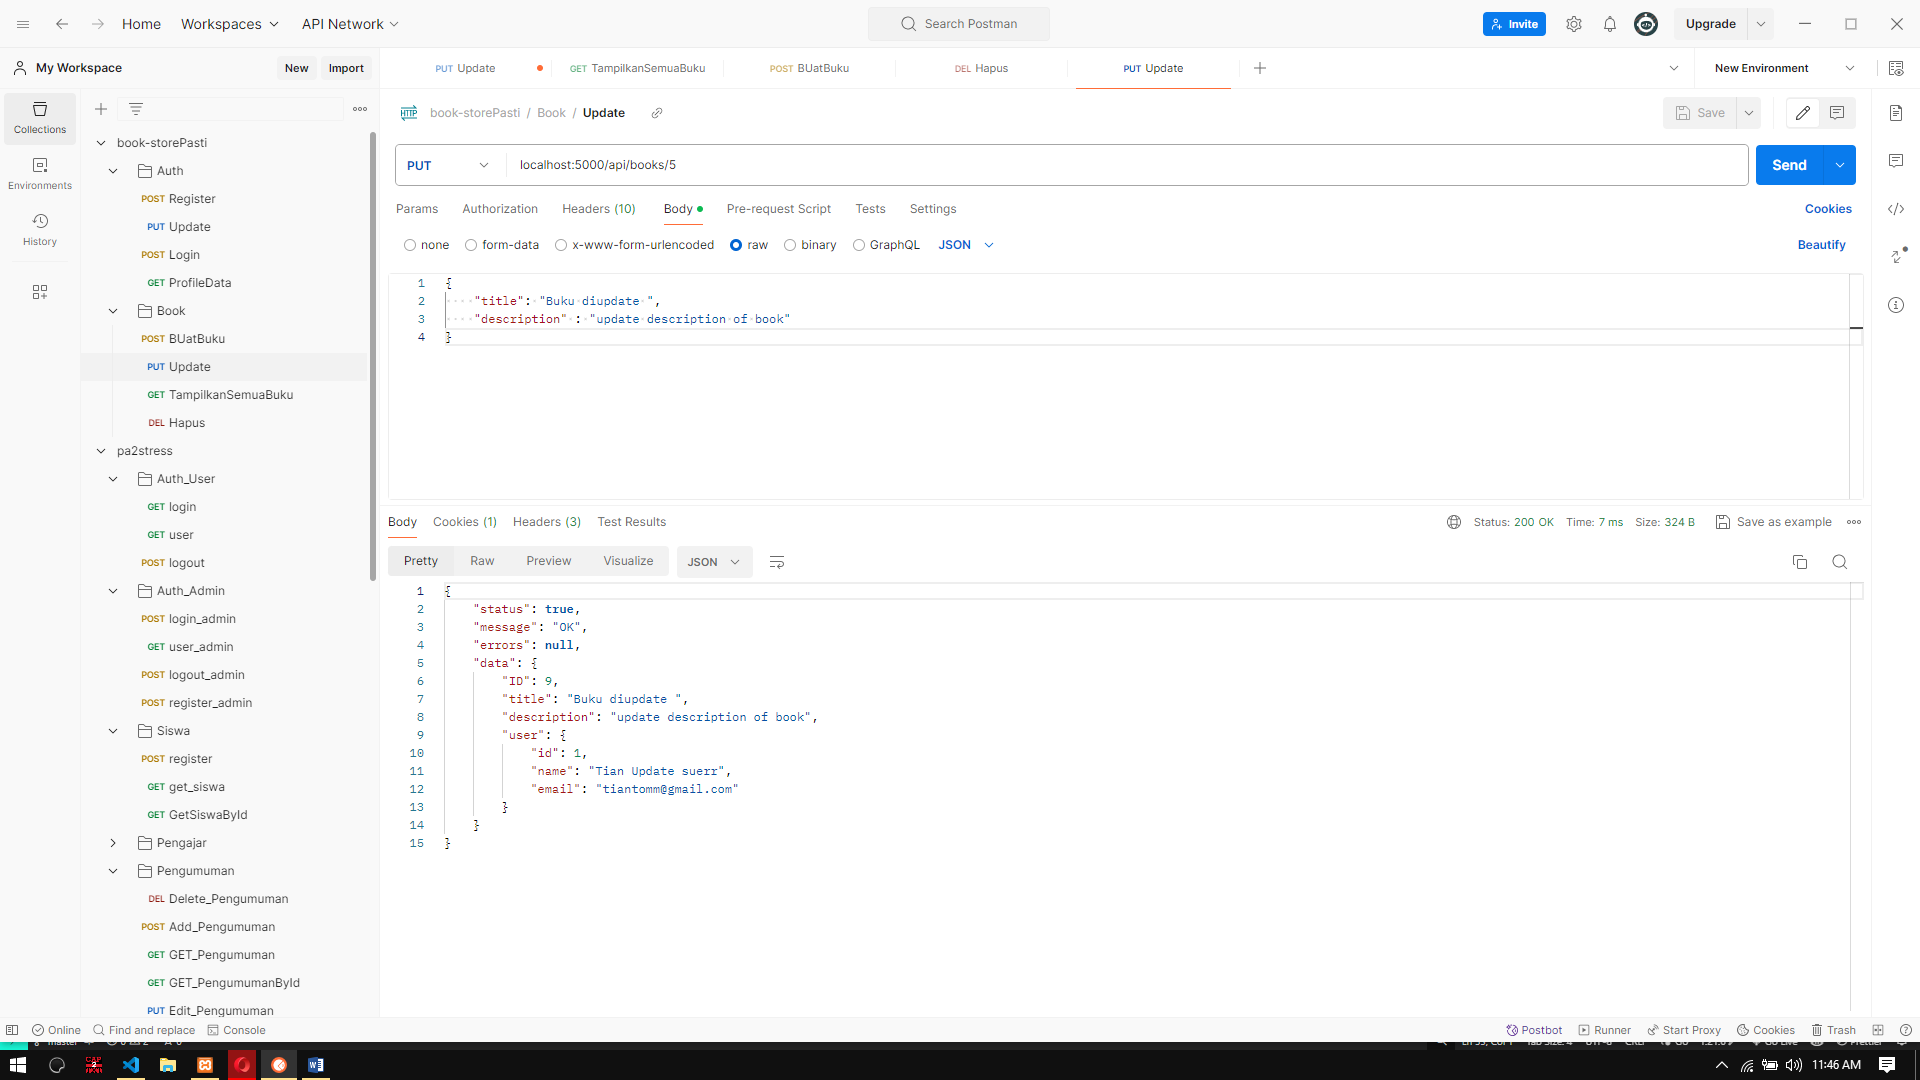 Home Workspaces API Network Search Postman Invite Upgrade
My Workspace New Import PUT Update GET TampilkanSemuaBuku POST BUatBuku DEL Hapus PUT Update New Environment
Collections
Environments
History
book-storePasti
Auth
POST Register
PUT Update
POST Login
GET ProfileData
Book
POST BUatBuku
PUT Update
GET TampilkanSemuaBuku
DEL Hapus
pa2stress
Auth_User
GET login
GET user
POST logout
Auth_Admin
POST login_admin
GET user_admin
POST logout_admin
POST register_admin
Siswa
POST register
GET get_siswa
GET GetSiswaById
Pengajar
Pengumuman
DEL Delete_Pengumuman
POST Add_Pengumuman
GET GET_Pengumuman
GET GET_PengumumanById
PUT Edit_Pengumuman
HTTP book-storePasti / Book / Update Save
PUT localhost:5000/api/books/5 Send
Params Authorization Headers (10) Body Pre-request Script Tests Settings Cookies
none form-data x-www-form-urlencoded raw binary GraphQL JSON Beautify
1 {
2 "title": "Buku diupdate ",
3 "description" : "update description of book"
4 }
Body Cookies (1) Headers (3) Test Results Status: 200 OK Time: 7 ms Size: 324 B Save as example
Pretty Raw Preview Visualize JSON
1 {
2 "status": true,
3 "message": "OK",
4 "errors": null,
5 "data": {
6 "ID": 9,
7 "title": "Buku diupdate ",
8 "description": "update description of book",
9 "user": {
10 "id": 1,
11 "name": "Tian Update suerr",
12 "email": "tiantomm@gmail.com"
13 }
14 }
15 }
Online Find and replace Console Postbot Runner Start Proxy Cookies Trash
11:46 AM